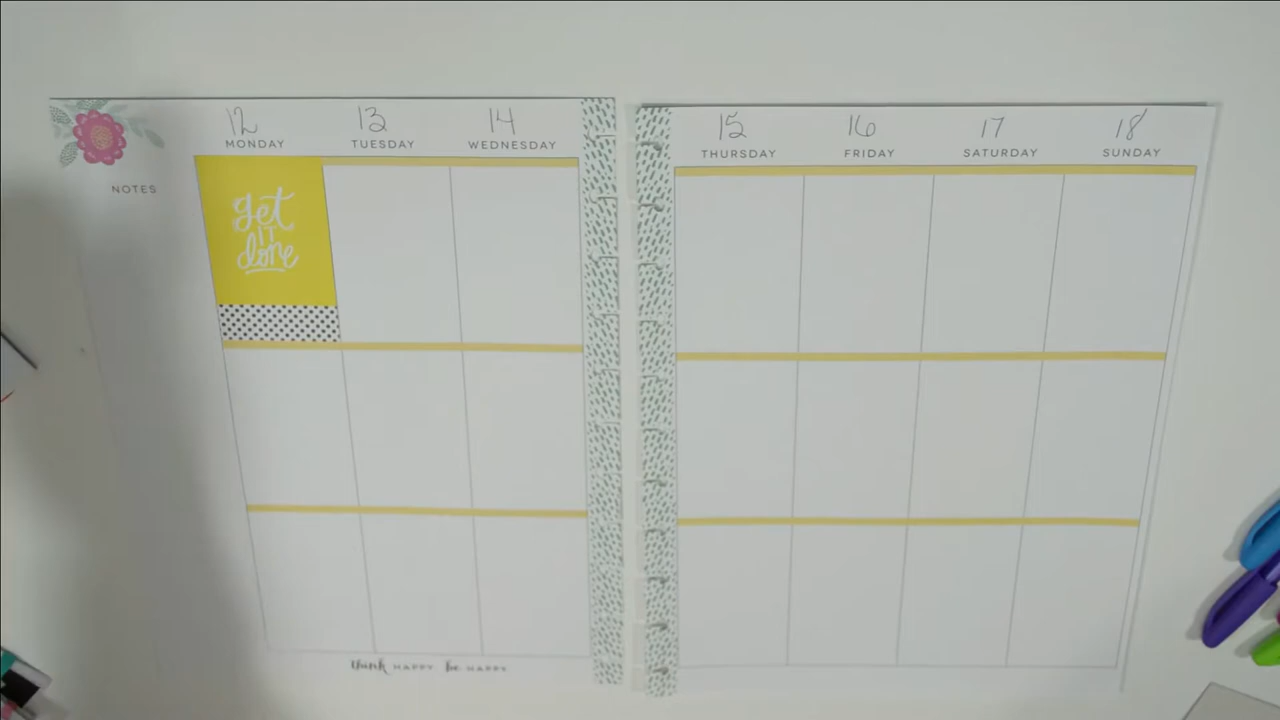 12 13 14 15 16 17 18
MONDAY TUESDAY WEDNESDAY THURSDAY FRIDAY SATURDAY SUNDAY
NOTES
get
IT
done
think HAPPY. be HAPPY